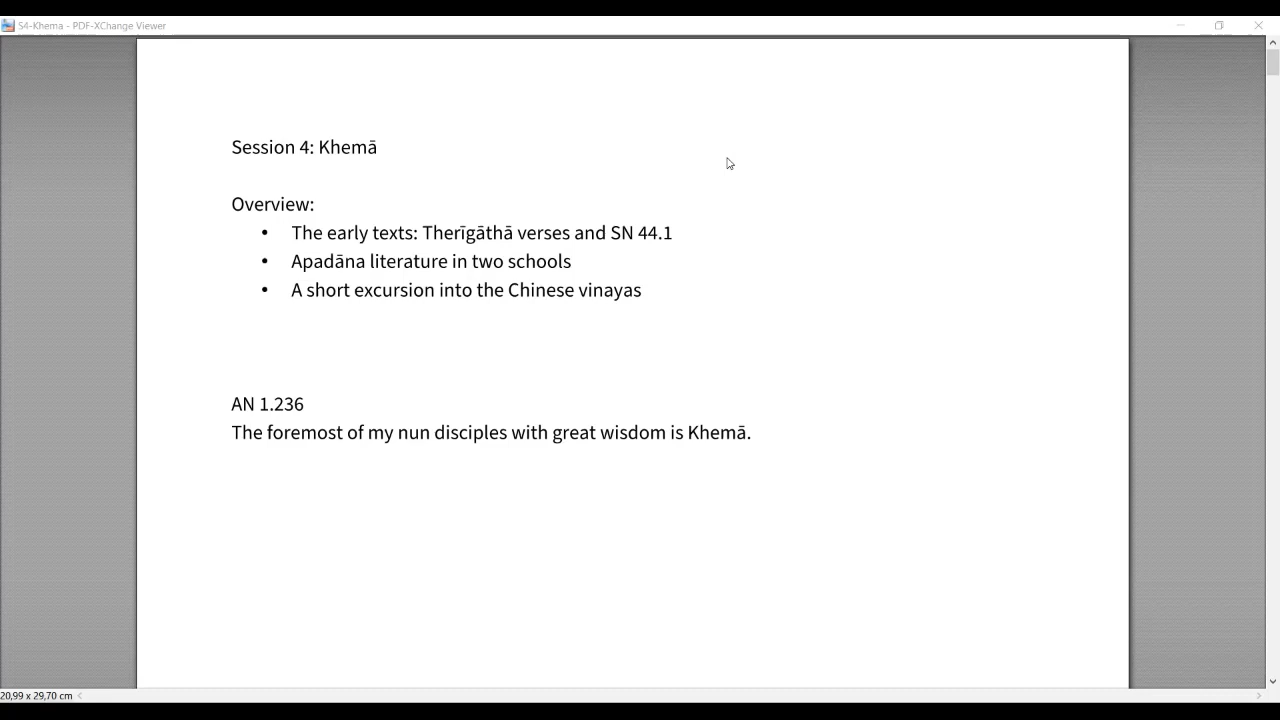 S4-Khema - PDF-XChange Viewer
Session 4: Khemā
Overview:
• The early texts: Therīgāthā verses and SN 44.1
• Apadāna literature in two schools
• A short excursion into the Chinese vinayas
AN 1.236
The foremost of my nun disciples with great wisdom is Khemā.
20,99 x 29,70 cm